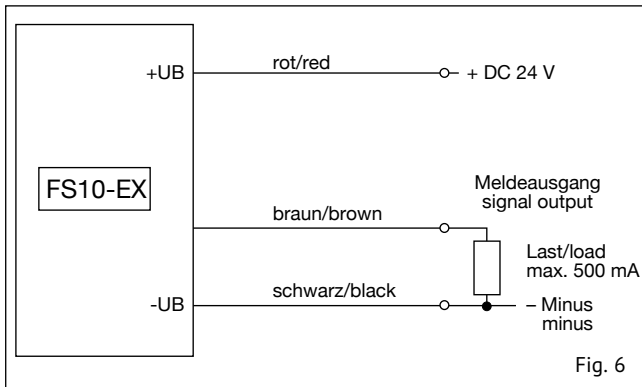 rot/red
+UB
+ DC 24 V
FS10-EX
Meldeausgang
signal output
braun/brown
Last/load
max. 500 mA
schwarz/black
-UB
– Minus
minus
Fig. 6